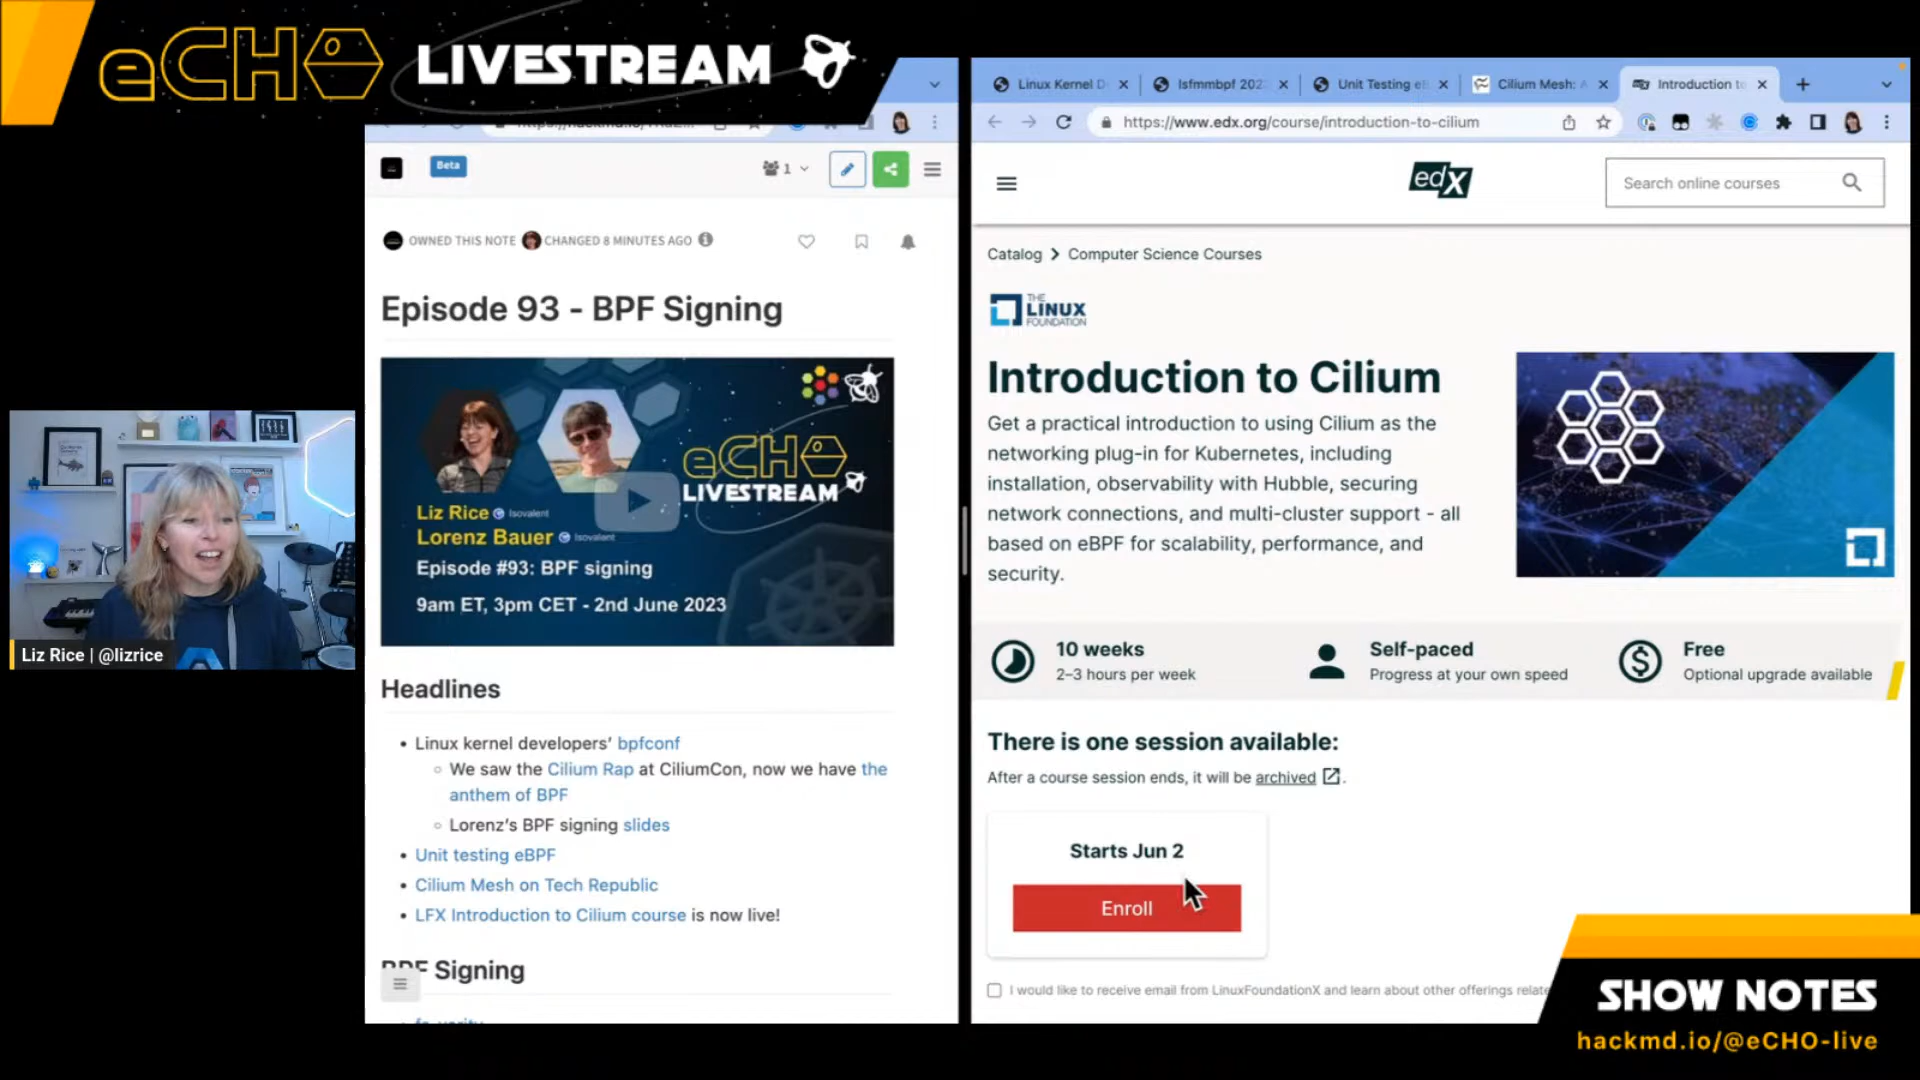 eCHO LIVESTREAM
Liz Rice | @lizrice
Beta
1
OWNED THIS NOTE CHANGED 8 MINUTES AGO
Episode 93 - BPF Signing
eCHO
LIVESTREAM
Liz Rice Isovalent
Lorenz Bauer Isovalent
Episode #93: BPF signing
9am ET, 3pm CET - 2nd June 2023
Headlines
• Linux kernel developers' bpfconf
We saw the Cilium Rap at CiliumCon, now we have the
anthem of BPF
Lorenz's BPF signing slides
• Unit testing eBPF
• Cilium Mesh on Tech Republic
• LFX Introduction to Cilium course is now live!
BPF Signing
fs-verity
Linux Kernel D
lsfmmbpf 202
Unit Testing eB
Cilium Mesh: A
Introduction to
https://www.edx.org/course/introduction-to-cilium
edX
Search online courses
Catalog > Computer Science Courses
THE
LINUX
FOUNDATION
Introduction to Cilium
Get a practical introduction to using Cilium as the
networking plug-in for Kubernetes, including
installation, observability with Hubble, securing
network connections, and multi-cluster support - all
based on eBPF for scalability, performance, and
security.
10 weeks
2–3 hours per week
Self-paced
Progress at your own speed
Free
Optional upgrade available
There is one session available:
After a course session ends, it will be archived.
Starts Jun 2
Enroll
I would like to receive email from LinuxFoundationX and learn about other offerings relate
SHOW NOTES
hackmd.io/@eCHO-live